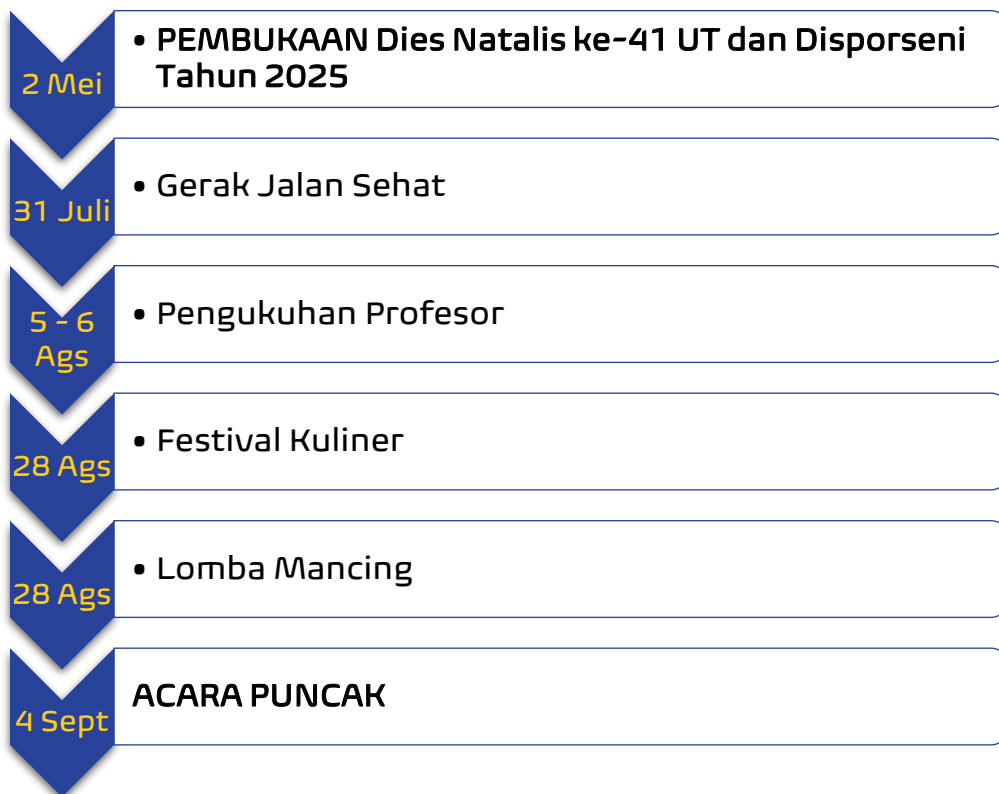 2 Mei
• PEMBUKAAN Dies Natalis ke-41 UT dan Disporseni
Tahun 2025
31 Juli
• Gerak Jalan Sehat
5 - 6
Ags
• Pengukuhan Profesor
28 Ags
• Festival Kuliner
28 Ags
• Lomba Mancing
4 Sept
ACARA PUNCAK